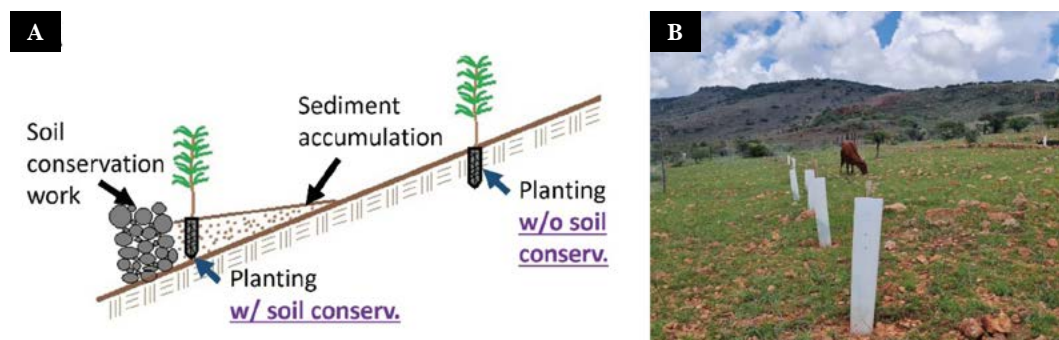 A
B
Soil
conservation
work
Sediment
accumulation
Planting
w/ soil conserv.
Planting
w/o soil
conserv.